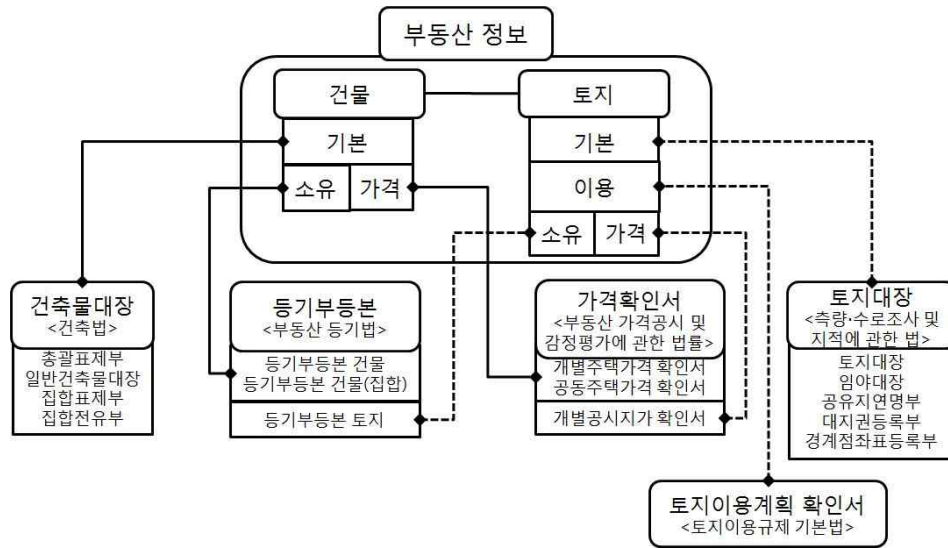 부동산 정보
건물
토지
기본
소유 가격
기본
이용
소유 가격
건축물대장
<건축법>
총괄표제부
일반건축물대장
집합표제부
집합전유부
등기부등본
<부동산 등기법>
등기부등본 건물
등기부등본 건물(집합)
등기부등본 토지
가격확인서
<부동산 가격공시 및
감정평가에 관한 법률>
개별주택가격 확인서
공동주택가격 확인서
개별공시지가 확인서
토지대장
<측량·수로조사 및
지적에 관한 법>
토지대장
임야대장
공유지연명부
대지권등록부
경계점좌표등록부
토지이용계획 확인서
<토지이용규제 기본법>